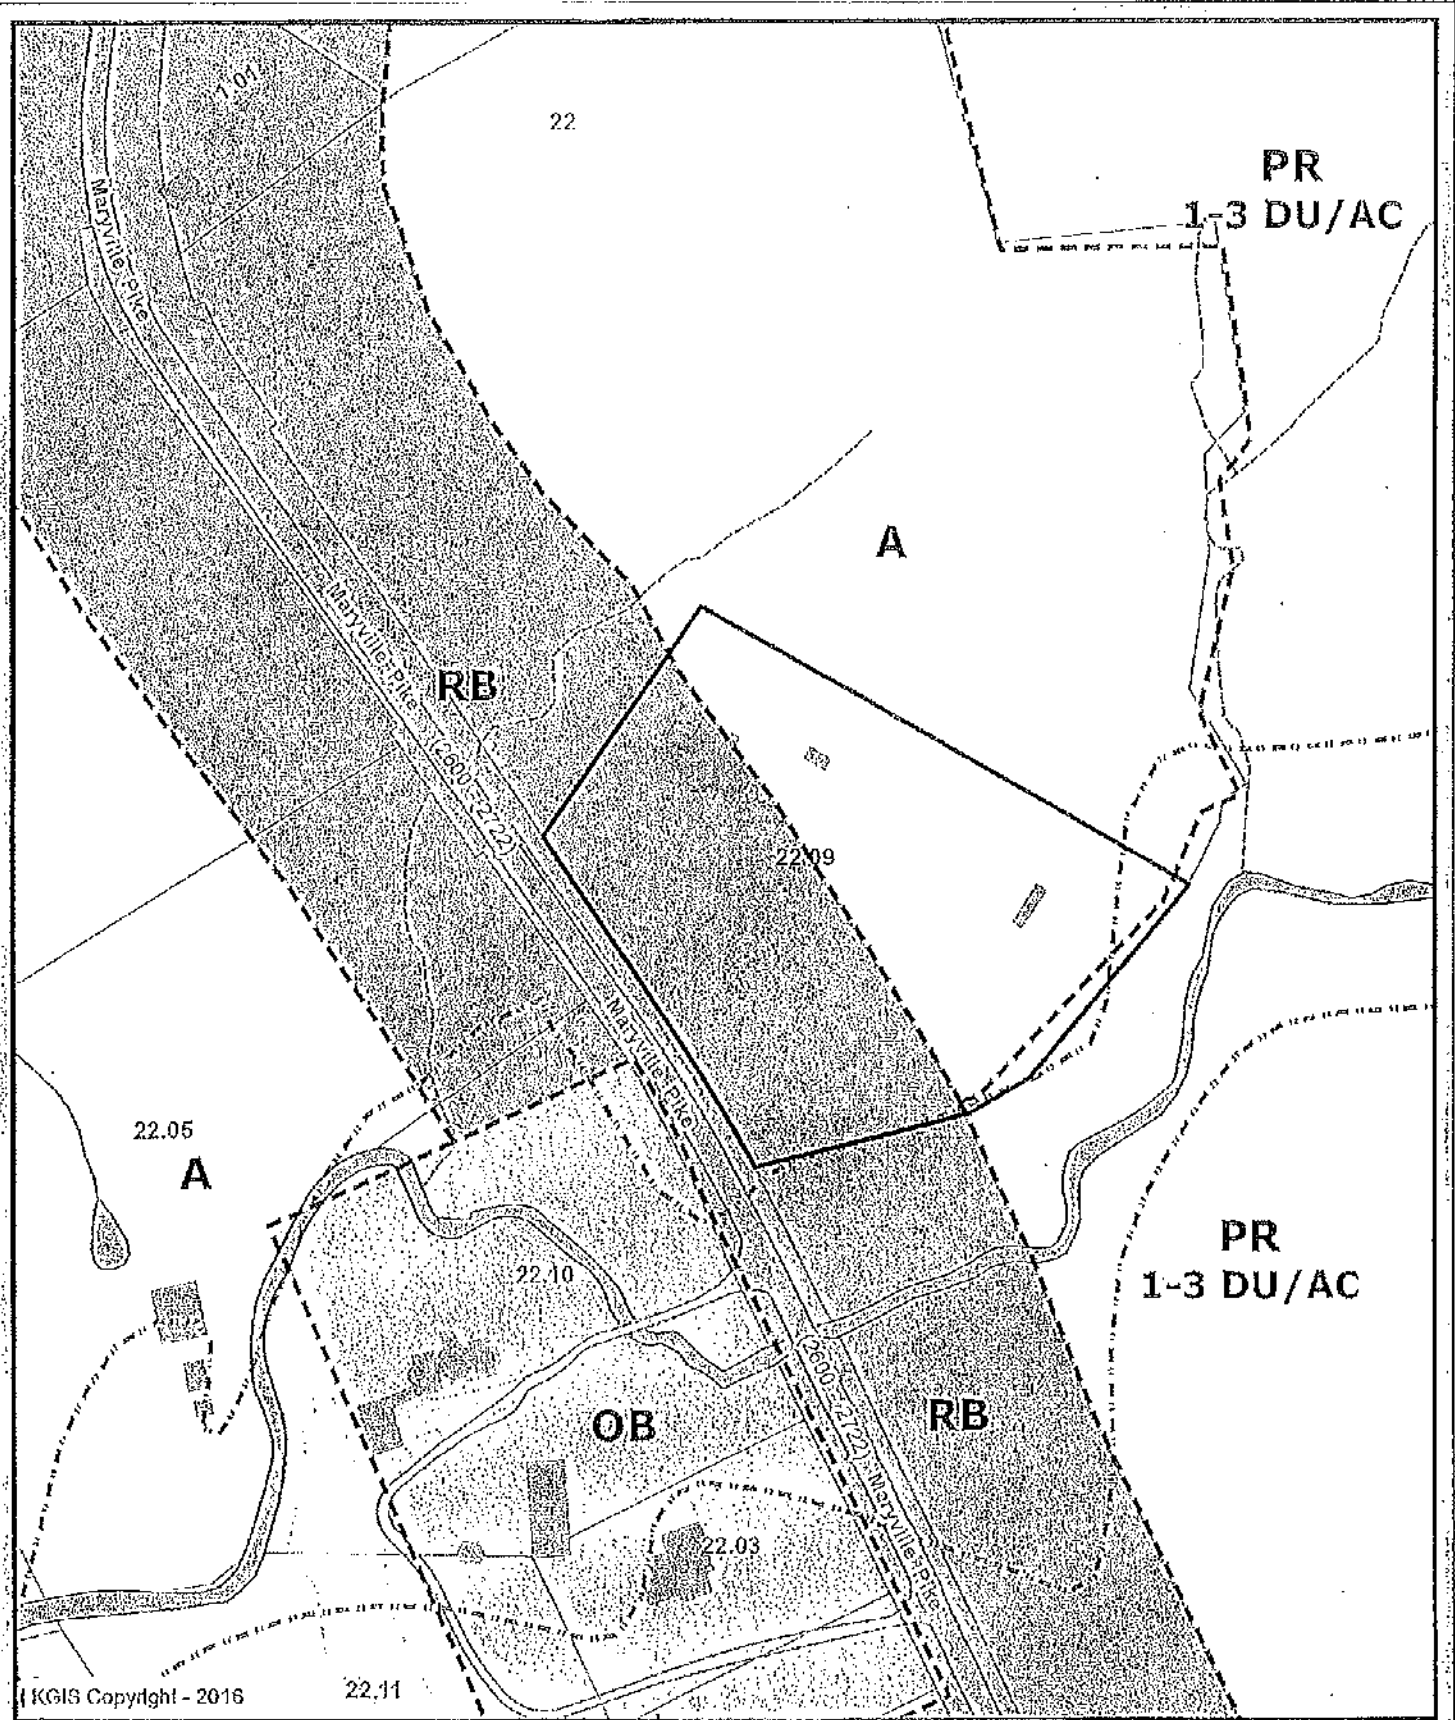 1.01
22
PR
1-3 DU/AC
Maryville Pike
A
Maryville Pike
(2600 - 2722)
RB
22.09
Maryville Pike
22.05
A
22.10
PR
1-3 DU/AC
OB
RB
(2600 - 2722) Maryville Pike
22.03
KGIS Copyright - 2016
22.11